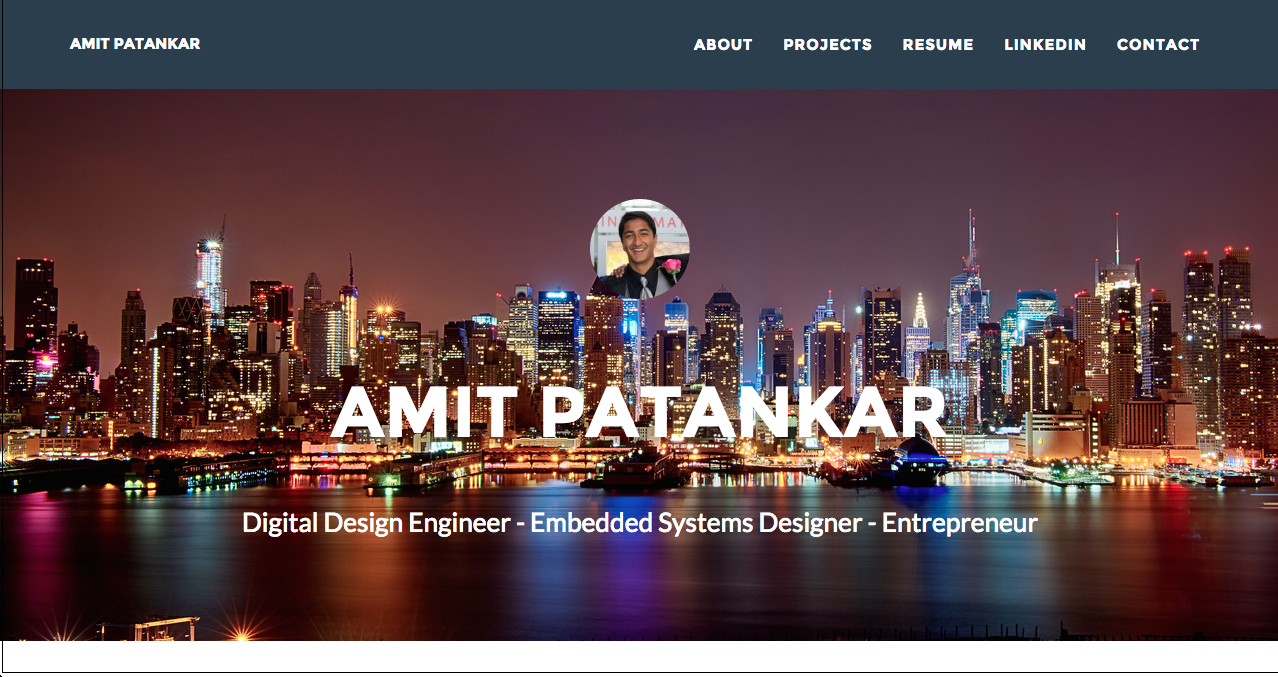 AMIT PATANKAR
ABOUT PROJECTS RESUME LINKEDIN CONTACT
AMIT PATANKAR
Digital Design Engineer - Embedded Systems Designer - Entrepreneur